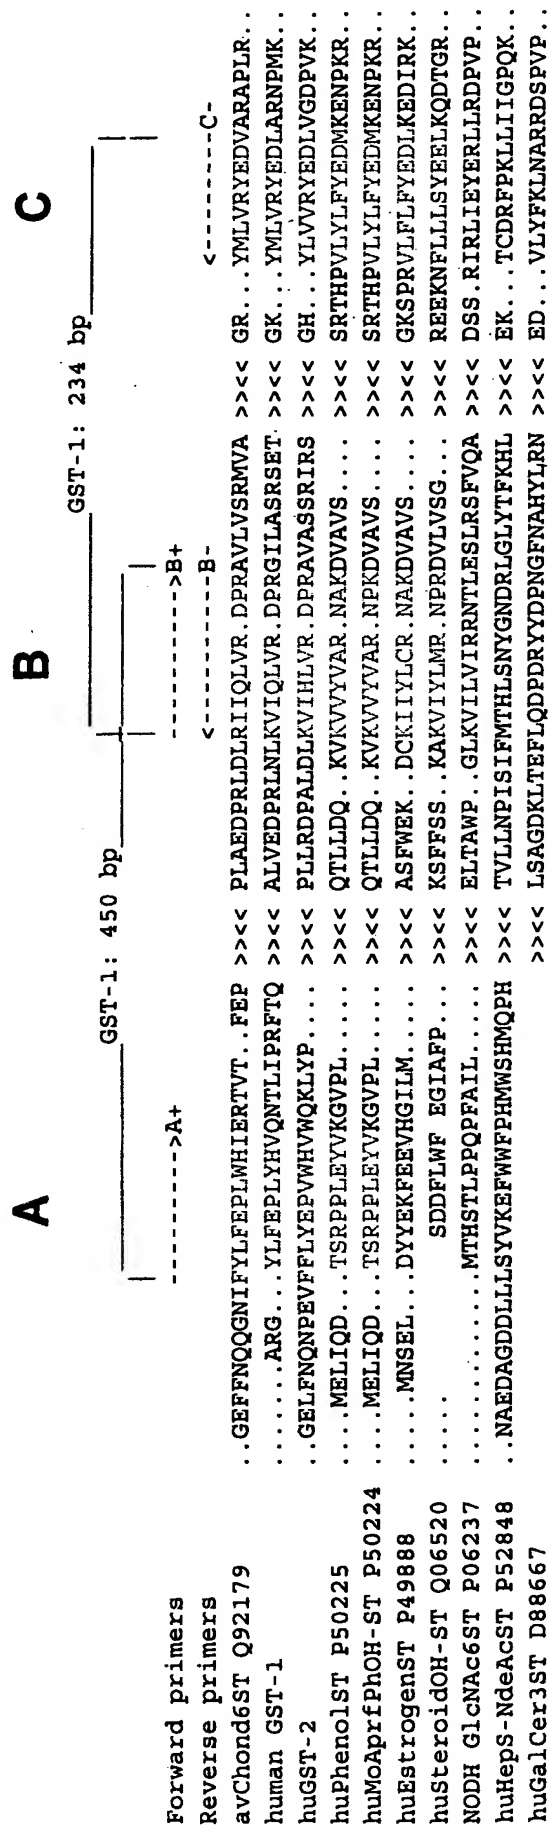 A B C
GST-1: 234 bp
GST-1: 450 bp
Forward primers -------->A+ -------->B+
Reverse primers <--------B- <--------C-
avChond6ST Q92179 ..GEFFNQQGNIFYLFEPLWHIERTVT..FEP >><< PLAEDPRLDLRIIQLVR.DPRAVLVSRMVA >><< GR...YMLVRYEDVARAPLR..
human GST-1 .......ARG...YLFEPLYHVQNTLIPRFTQ >><< ALVEDPRLNLKVIQLVR.DPRGILASRSET. >><< GK...YMLVRYEDLARNPMK..
huGST-2 ..GELFNQNPEVFFLYEPVWHVWQKLYP.... >><< PLLRDPALDLKVIHLVR.DPRAVASSRIRS >><< GH...YLVVRYEDLVGDPVK..
huPhenolST P50225 ....MELIQD...TSRPPLEYVKGVPL..... >><< QTLLDQ..KVKVVYVAR.NAKDVAVS.... >><< SRTHPVLYLFYEDMKENPKR..
huMoAprfPhOH-ST P50224 ....MELIQD...TSRPPLEYVKGVPL..... >><< QTLLDQ..KVKVVYVAR.NPKDVAVS.... >><< SRTHPVLYLFYEDMKENPKR..
huEstrogenST P49888 .....MNSEL...DYYEKFEEVHGILM..... >><< ASFWEK..DCKIIYLCR.NAKDVAVS.... >><< GKSPRVLFLFYEDLKEDIRK..
huSteroidOH-ST Q06520 ..... SDDFLWF EGIAFP... >><< KSFFSS..KAKVIYLMR.NPRDVLVSG... >><< REEKNFLLLSYEELKQDTGR..
NODH GlcNAc6ST P06237 .............MTHSTLPPQPFAIL..... >><< ELTAWP..GLKVILVIRRNTLESLRSFVQA >><< DSS.RIRLIEYERLLRDPVP..
huHepS-NdeAcST P52848 ..NAEDAGDDLLLSYVKEFWWFPHMWSHMQPH >><< TVLLNPISIFMTHLSNYGNDRLGLYTFKHL >><< EK...TCDRFPKLLIIGPQK..
huGalCer3ST D88667 >><< LSAGDKLTEFLQDPDRYYDPNGFNAHYLRN >><< ED...VLYFKLNARRDSPVP..